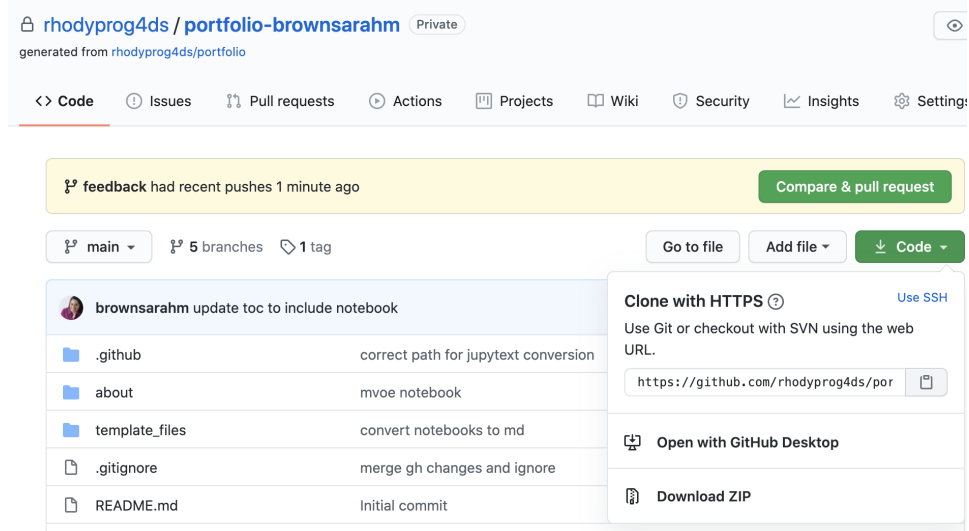 rhodyprog4ds / portfolio-brownsarahm Private
generated from rhodyprog4ds/portfolio
<> Code Issues Pull requests Actions Projects Wiki Security Insights Settings
feedback had recent pushes 1 minute ago Compare & pull request
main 5 branches 1 tag Go to file Add file Code
brownsarahm update toc to include notebook
.github correct path for jupytext conversion
about mvoe notebook
template_files convert notebooks to md
.gitignore merge gh changes and ignore
README.md Initial commit
Clone with HTTPS ? Use SSH
Use Git or checkout with SVN using the web
URL.
https://github.com/rhodyprog4ds/por
Open with GitHub Desktop
Download ZIP